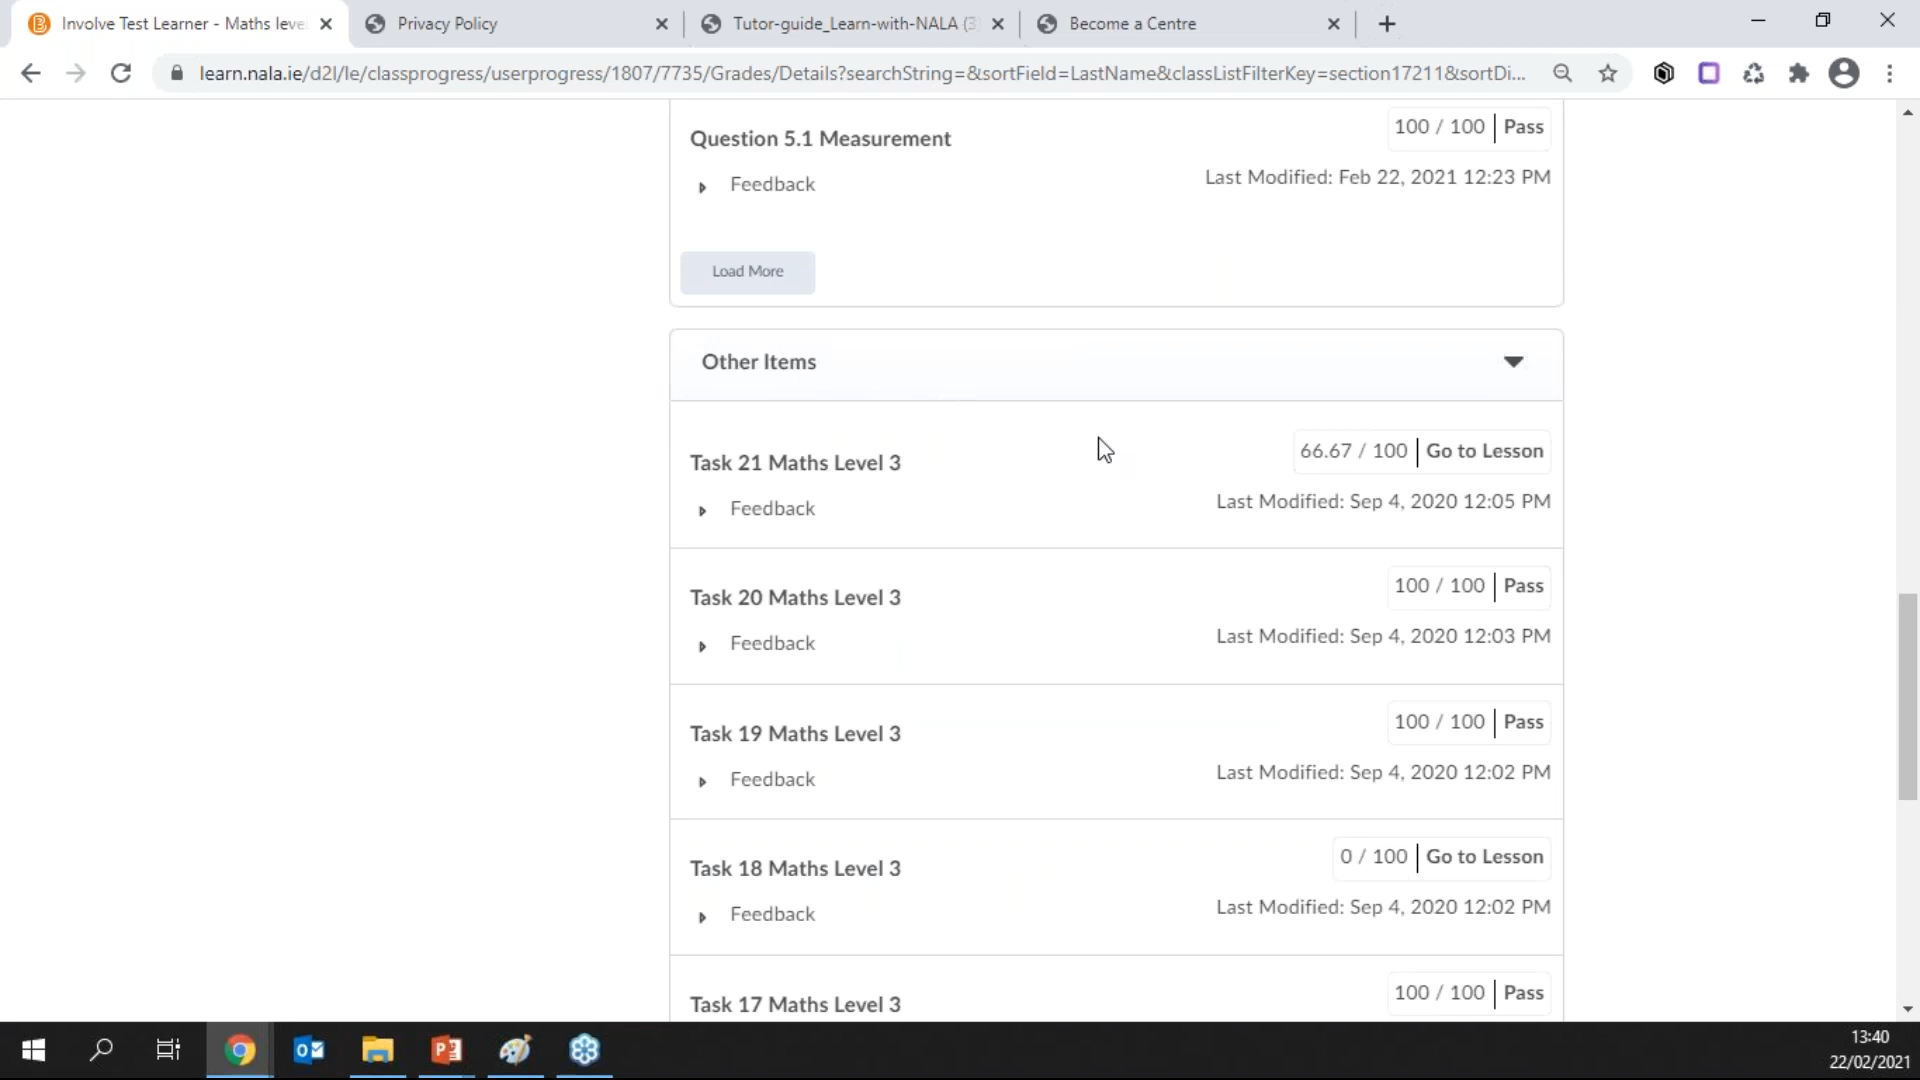 Involve Test Learner - Maths leve
Privacy Policy
Tutor-guide_Learn-with-NALA (3
Become a Centre
learn.nala.ie/d2l/le/classprogress/userprogress/1807/7735/Grades/Details?searchString=&sortField=LastName&classListFilterKey=section17211&sortDi...
Question 5.1 Measurement
100 / 100 | Pass
Feedback
Last Modified: Feb 22, 2021 12:23 PM
Load More
Other Items
Task 21 Maths Level 3
66.67 / 100 | Go to Lesson
Feedback
Last Modified: Sep 4, 2020 12:05 PM
Task 20 Maths Level 3
100 / 100 | Pass
Feedback
Last Modified: Sep 4, 2020 12:03 PM
Task 19 Maths Level 3
100 / 100 | Pass
Feedback
Last Modified: Sep 4, 2020 12:02 PM
Task 18 Maths Level 3
0 / 100 | Go to Lesson
Feedback
Last Modified: Sep 4, 2020 12:02 PM
Task 17 Maths Level 3
100 / 100 | Pass
13:40
22/02/2021